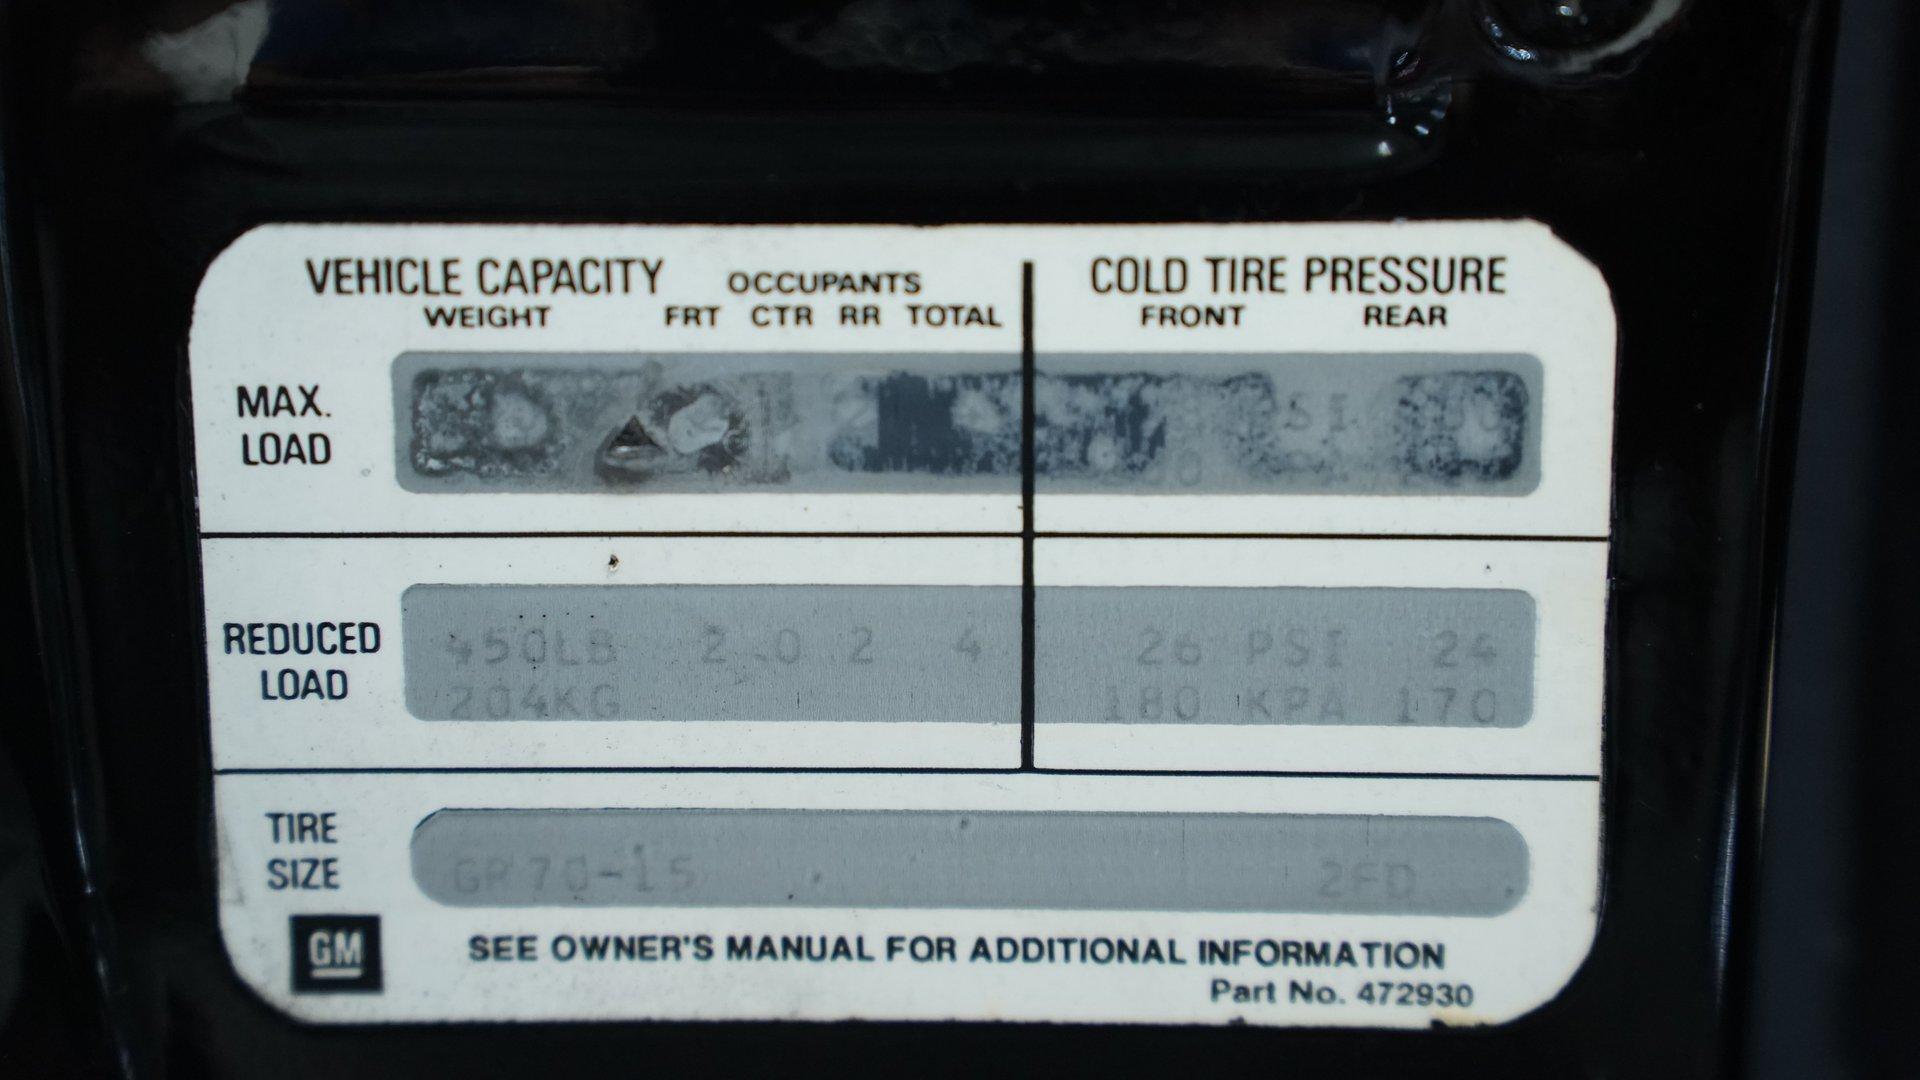 VEHICLE CAPACITY OCCUPANTS COLD TIRE PRESSURE
WEIGHT FRT CTR RR TOTAL FRONT REAR
MAX.
LOAD
REDUCED
LOAD
450LB 2 0 2 4 26 PSI 24
204KG 180 KPA 170
TIRE
SIZE
GR70-15 2FD
GM
SEE OWNER'S MANUAL FOR ADDITIONAL INFORMATION
Part No. 472930